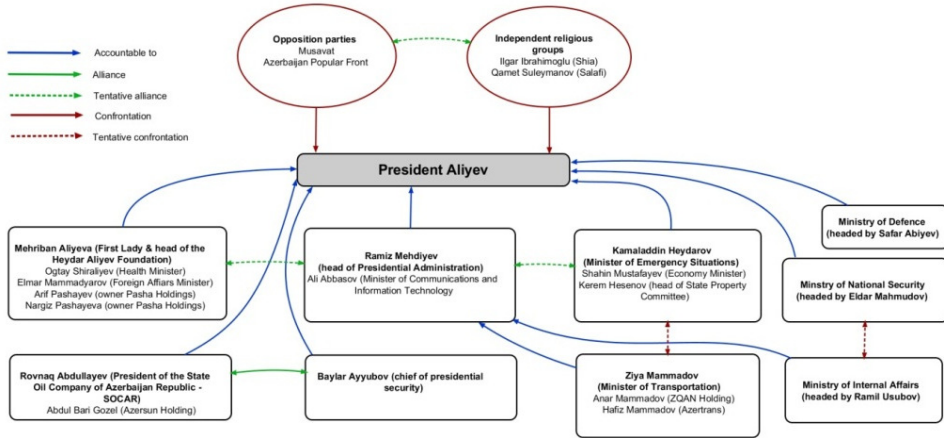 Accountable to
Alliance
Tentative alliance
Confrontation
Tentative confrontation
Opposition parties
Musavat
Azerbaijan Popular Front
Independent religious
groups
Ilgar Ibrahimoglu (Shia)
Qamet Suleymanov (Salafi)
President Aliyev
Mehriban Aliyeva (First Lady & head of the
Heydar Aliyev Foundation)
Ogtay Shiraliyev (Health Minister)
Elmar Mammadyarov (Foreign Affiars Minister)
Arif Pashayev (owner Pasha Holdings)
Nargiz Pashayeva (owner Pasha Holdings)
Ramiz Mehdiyev
(head of Presidential Administration)
Ali Abbasov (Minister of Communications and
Information Technology
Kamaladdin Heydarov
(Minister of Emergency Situations)
Shahin Mustafayev (Economy Minister)
Kerem Hesenov (head of State Property
Committee)
Ministry of Defence
(headed by Safar Abiyev)
Minstry of National Security
(headed by Eldar Mahmudov)
Rovnaq Abdullayev (President of the State
Oil Company of Azerbaijan Republic -
SOCAR)
Abdul Bari Gozel (Azersun Holding)
Baylar Ayyubov (chief of presidential
security)
Ziya Mammadov
(Minister of Transportation)
Anar Mammadov (ZQAN Holding)
Hafiz Mammadov (Azertrans)
Ministry of Internal Affairs
(headed by Ramil Usubov)